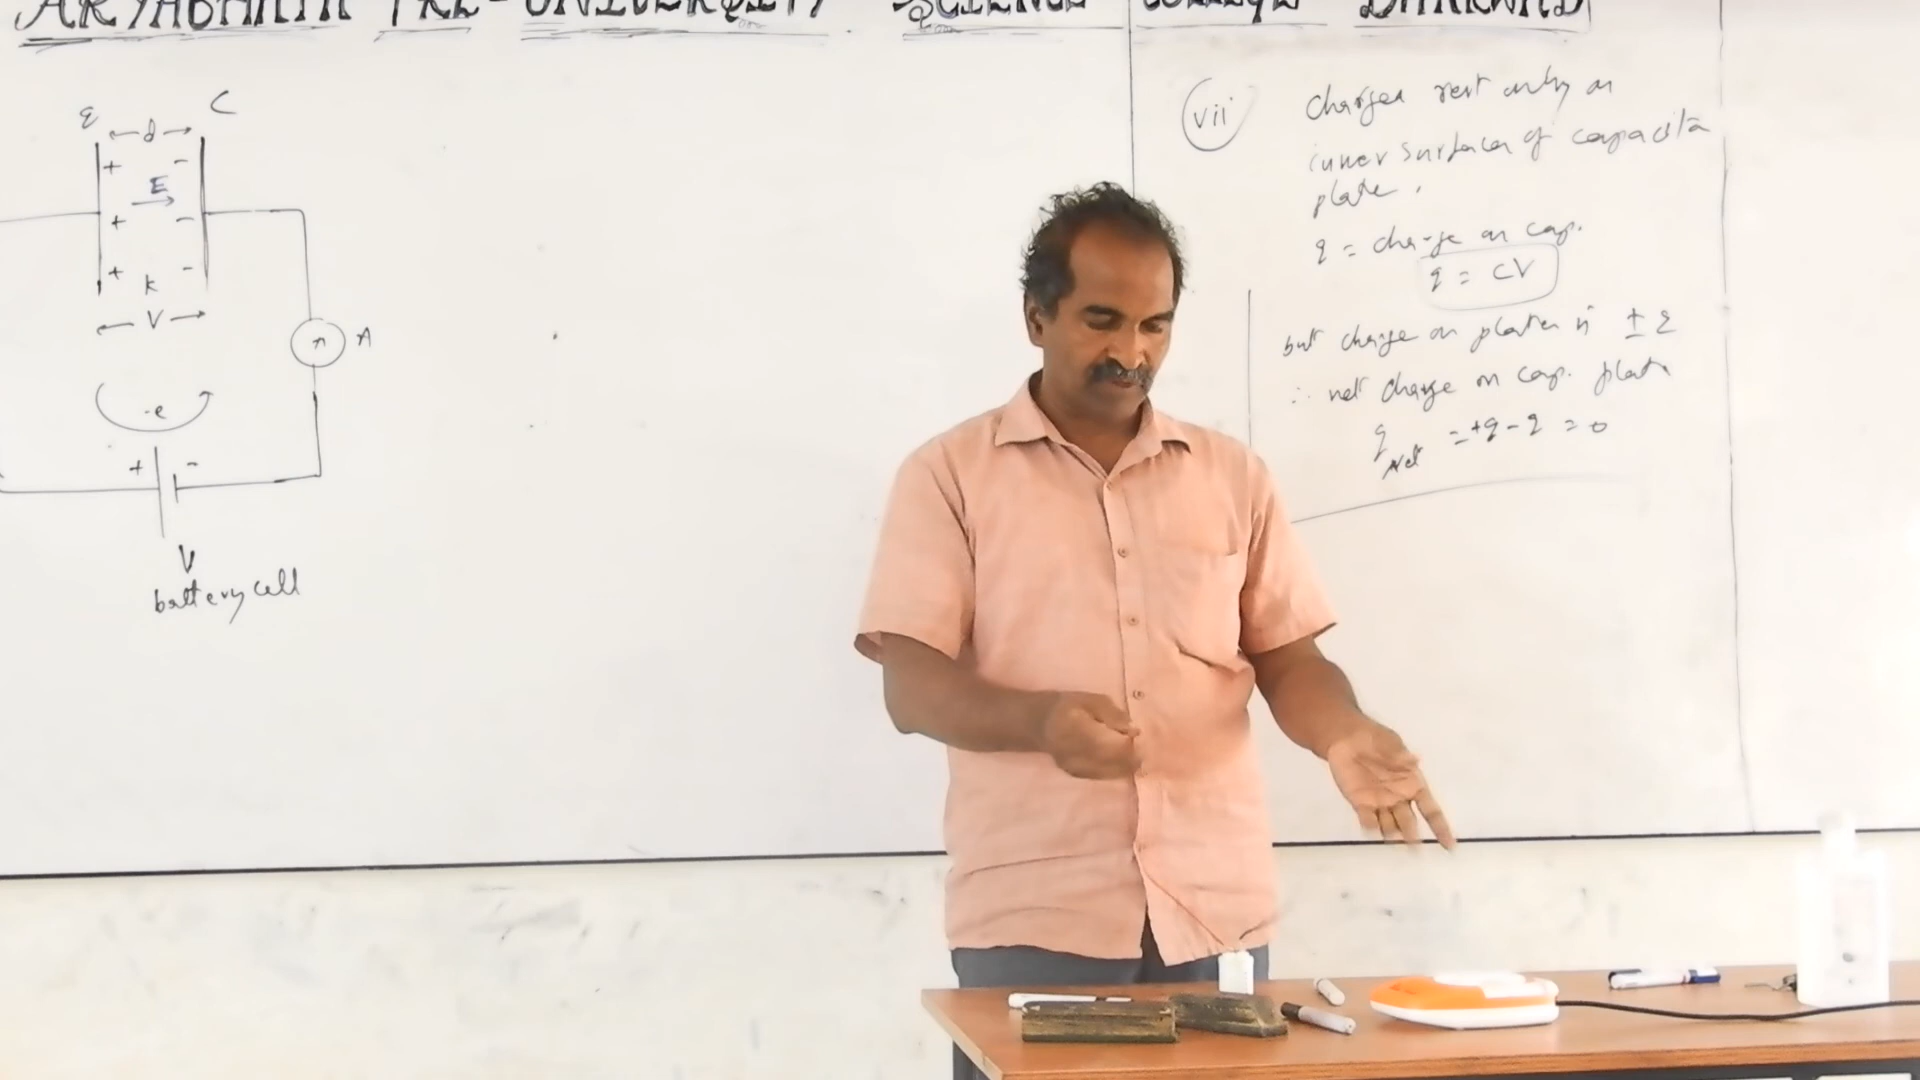 ARYABHATA PRE-UNIVERSITY SCIENCE COLLEGE DHARWAD
q C
d
+ -
E
+ -
+ -
k
V
A
-e
+ -
V
battery cell
vii
charges rest only on
inner surfaces of capacitor
plate.
q = charge on cap.
q = CV
but charge on plates is ± q
∴ net charge on cap. plate
q Net = +q - q = 0